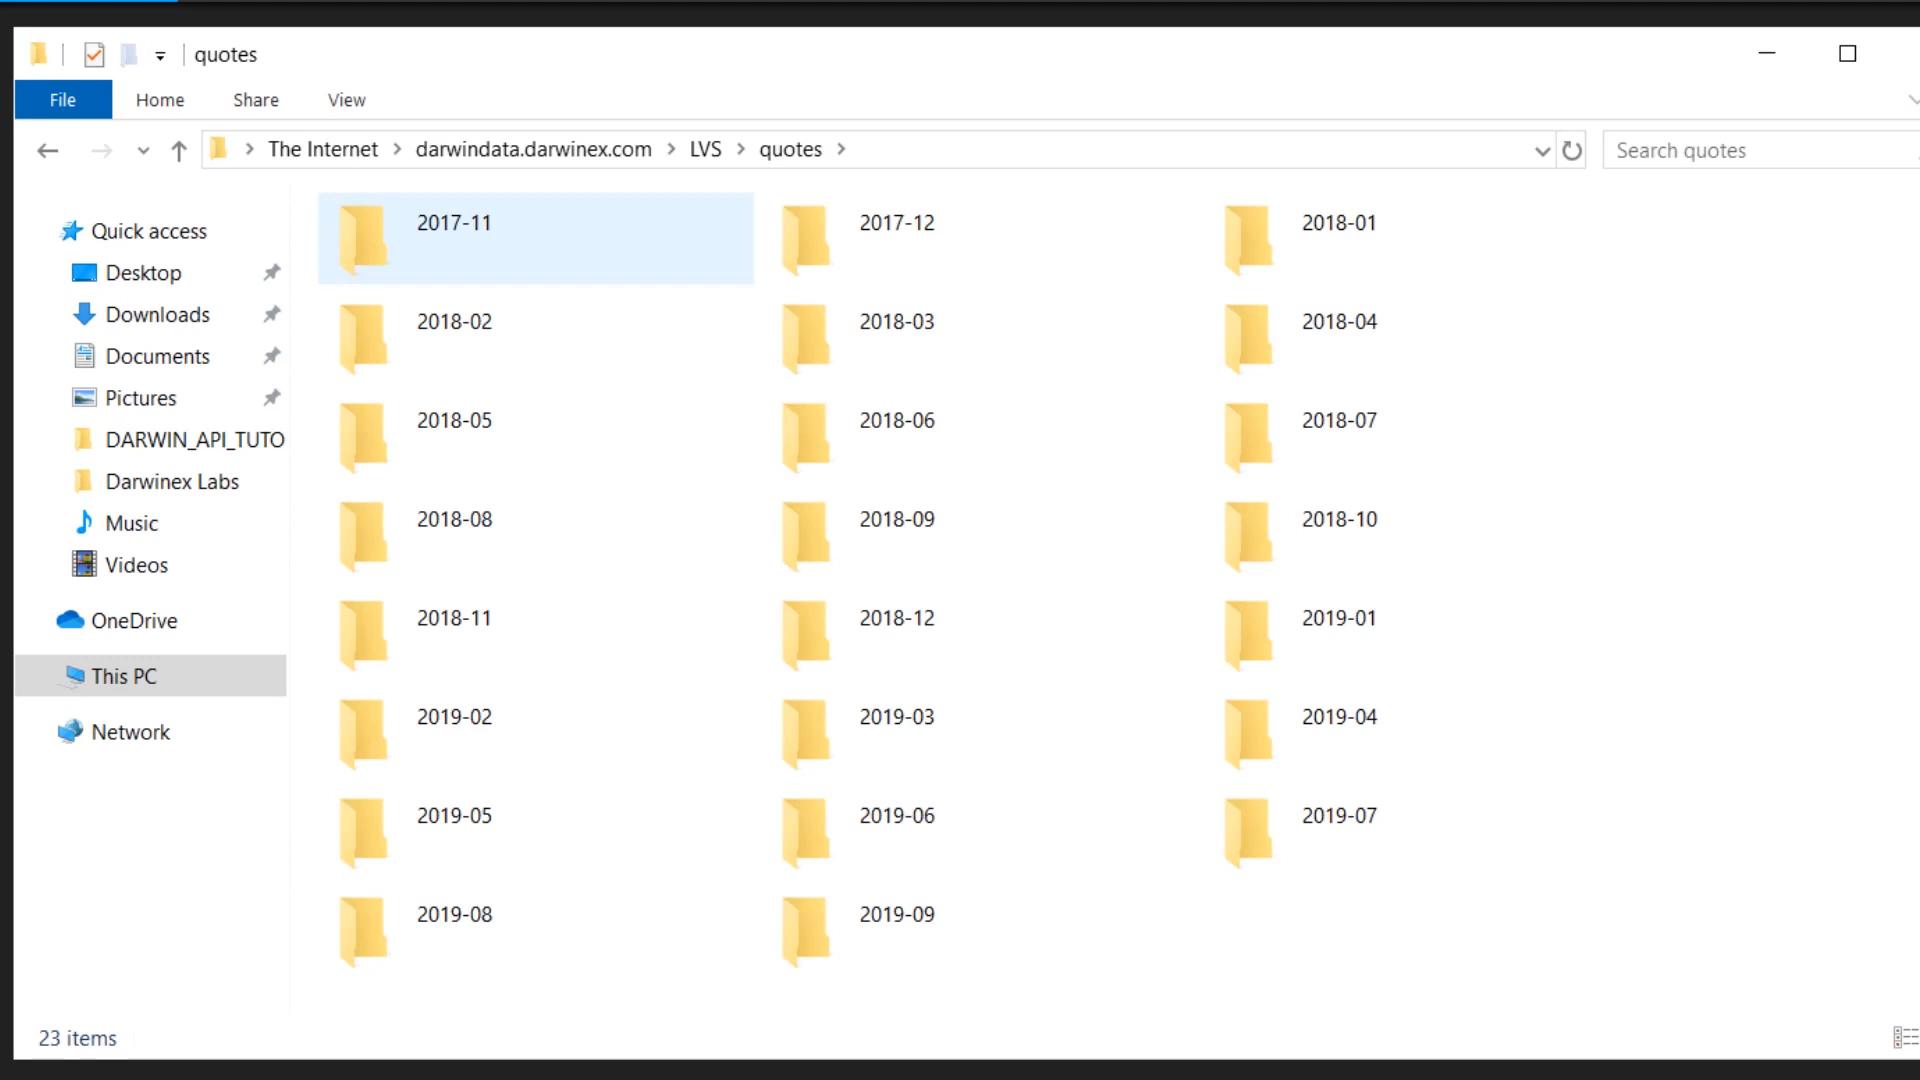 quotes
File Home Share View
The Internet darwindata.darwinex.com LVS quotes
Search quotes
Quick access
Desktop
Downloads
Documents
Pictures
DARWIN_API_TUTO
Darwinex Labs
Music
Videos
OneDrive
This PC
Network
2017-11 2017-12 2018-01
2018-02 2018-03 2018-04
2018-05 2018-06 2018-07
2018-08 2018-09 2018-10
2018-11 2018-12 2019-01
2019-02 2019-03 2019-04
2019-05 2019-06 2019-07
2019-08 2019-09
23 items